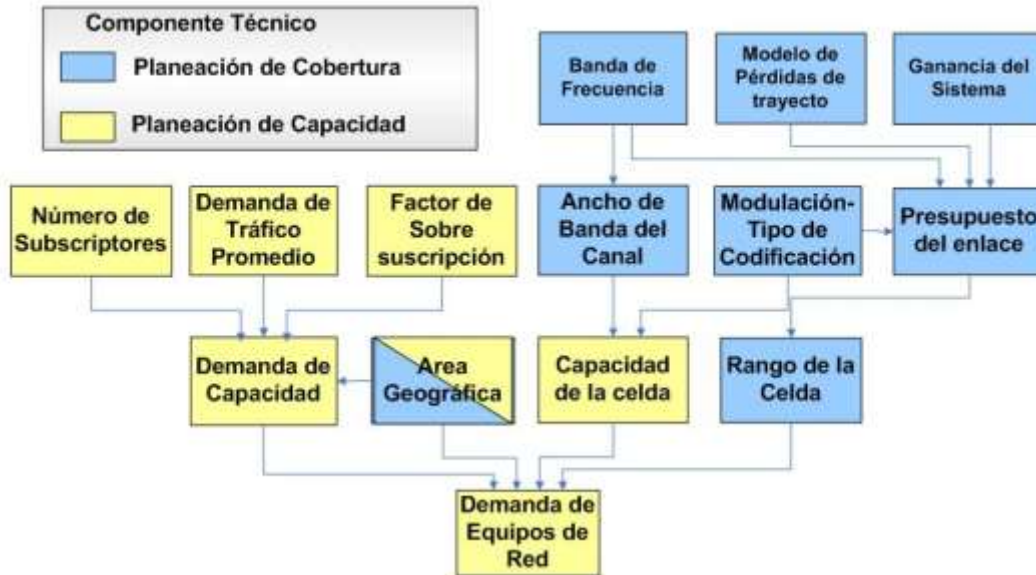 Componente Técnico
Planeación de Cobertura
Planeación de Capacidad
Banda de
Frecuencia
Modelo de
Pérdidas de
trayecto
Ganancia del
Sistema
Número de
Subscriptores
Demanda de
Tráfico
Promedio
Factor de
Sobre
suscripción
Ancho de
Banda del
Canal
Modulación-
Tipo de
Codificación
Presupuesto
del enlace
Demanda de
Capacidad
Area
Geográfica
Capacidad
de la celda
Rango de la
Celda
Demanda de
Equipos de
Red